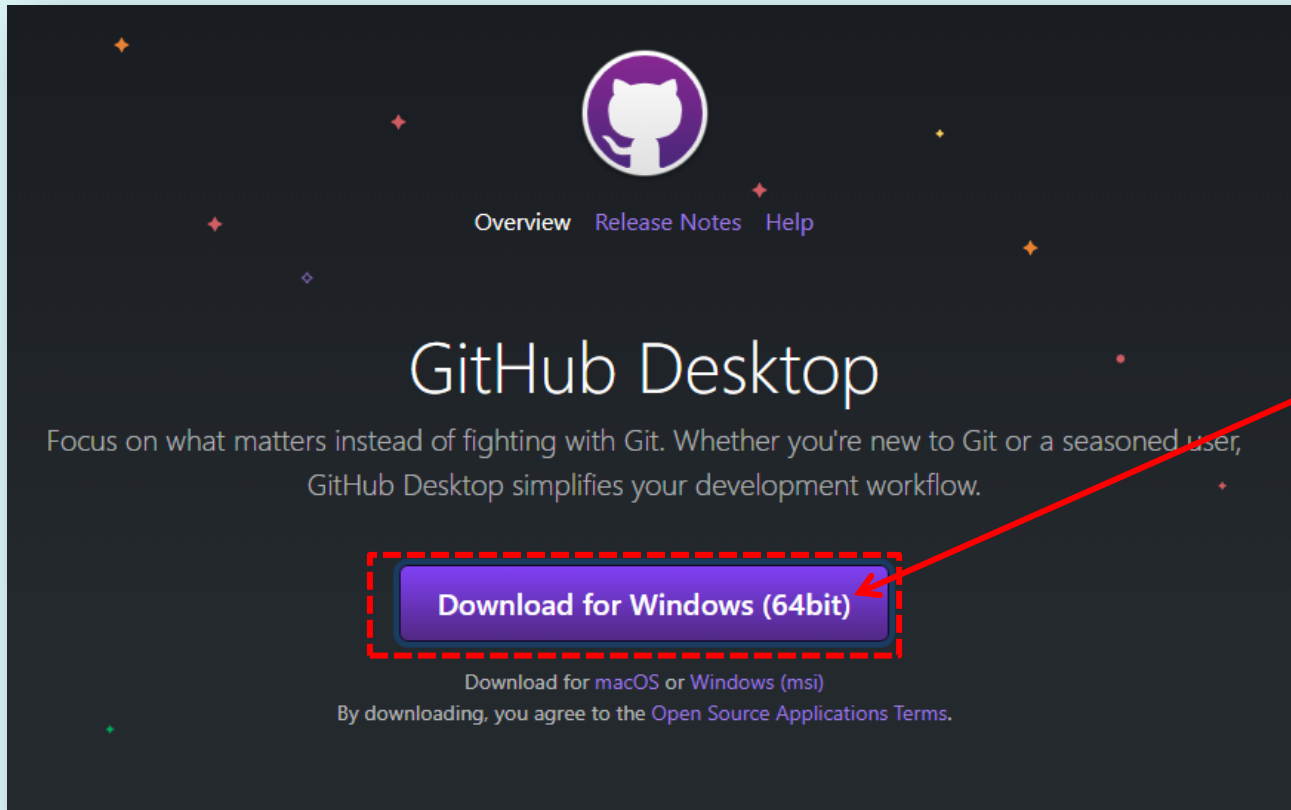 Overview Release Notes Help
GitHub Desktop
Focus on what matters instead of fighting with Git. Whether you're new to Git or a seasoned user,
GitHub Desktop simplifies your development workflow.
Download for Windows (64bit)
Download for macOS or Windows (msi)
By downloading, you agree to the Open Source Applications Terms.